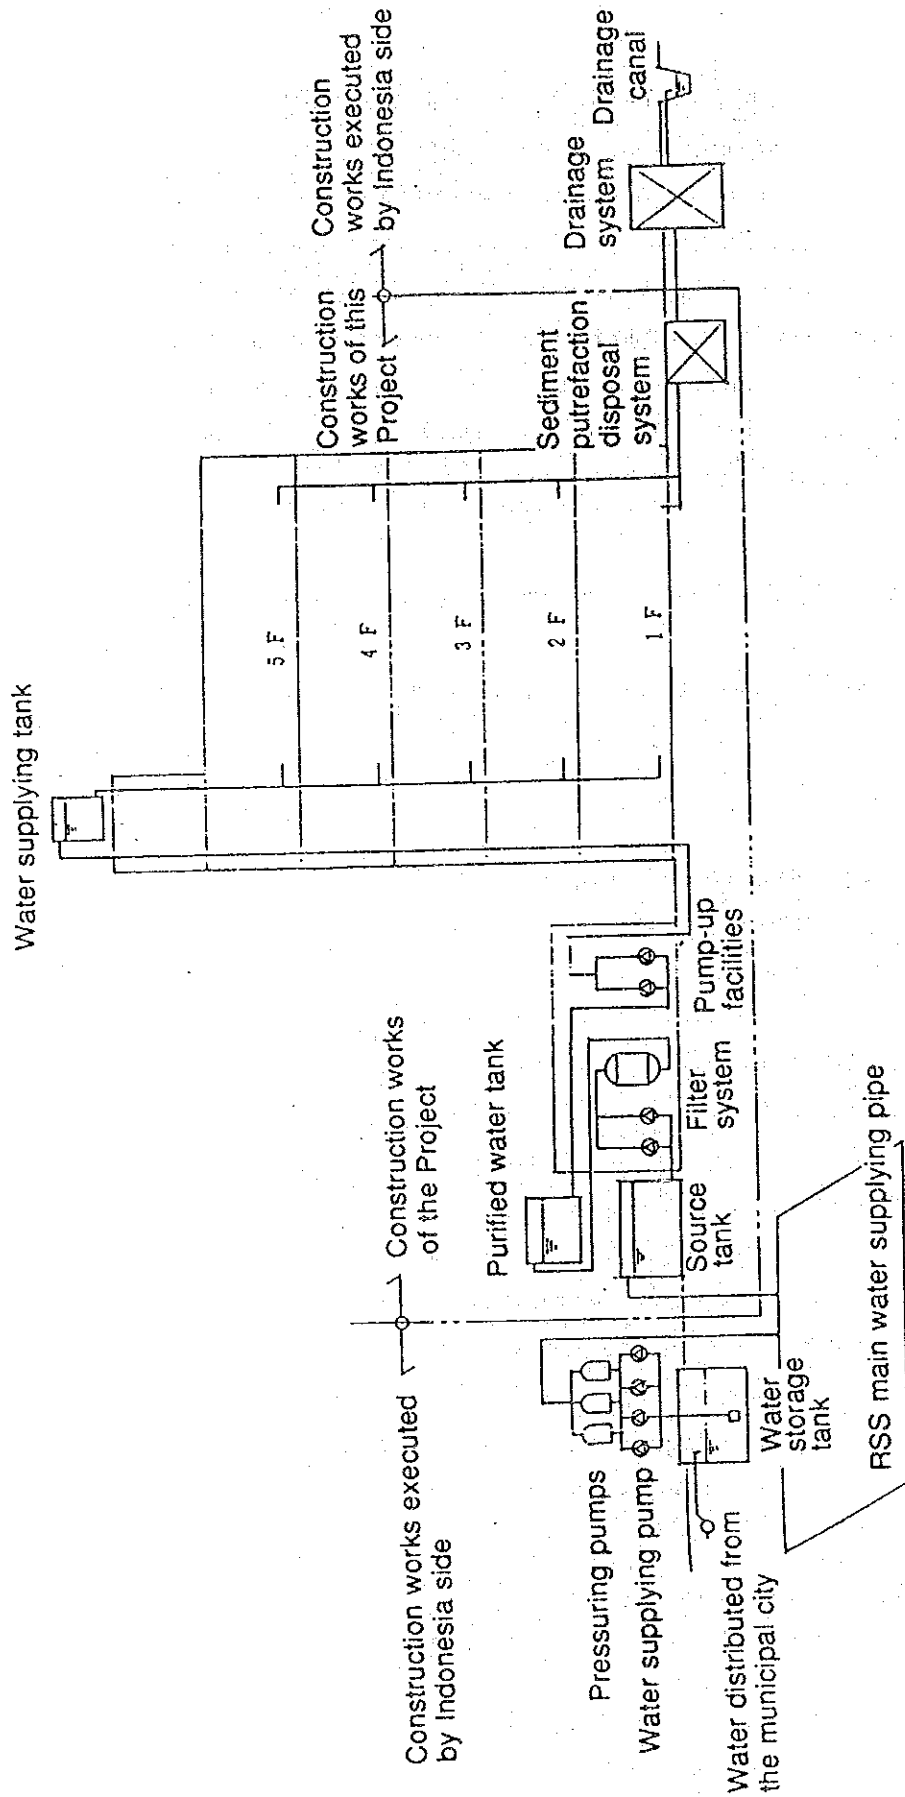 Water supplying tank
Construction
works executed
by Indonesia side
Construction
works of this
Project
5 F
4 F
3 F
2 F
1 F
Sediment
putrefaction
disposal
system
Drainage
system
Drainage
canal
Construction works executed
by Indonesia side
Construction works
of the Project
Purified water tank
Pressuring pumps
Water supplying pump
Water distributed from
the municipal city
Water
storage
tank
Source
tank
Filter
system
Pump-up
facilities
RSS main water supplying pipe